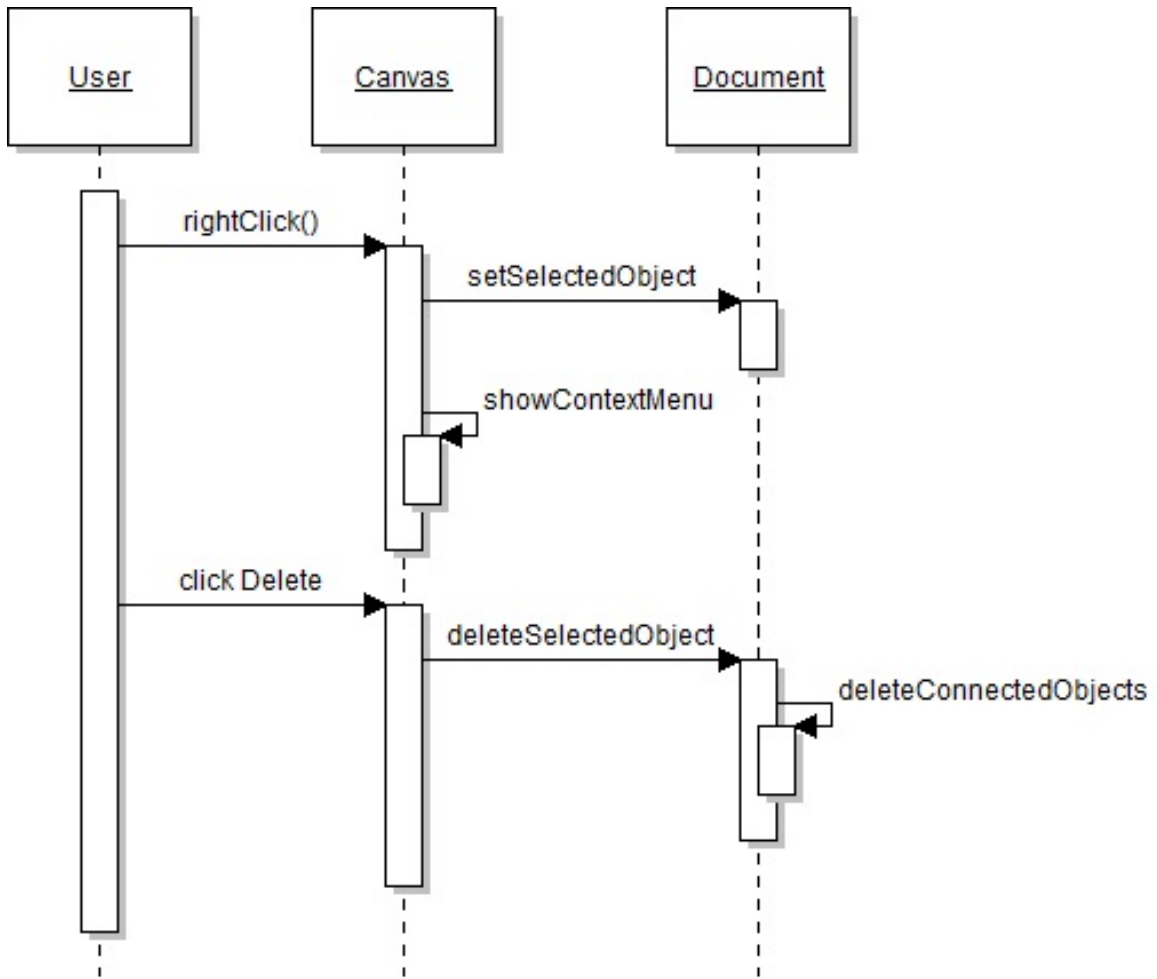 User
Canvas
Document
rightClick()
setSelectedObject
showContextMenu
click Delete
deleteSelectedObject
deleteConnectedObjects